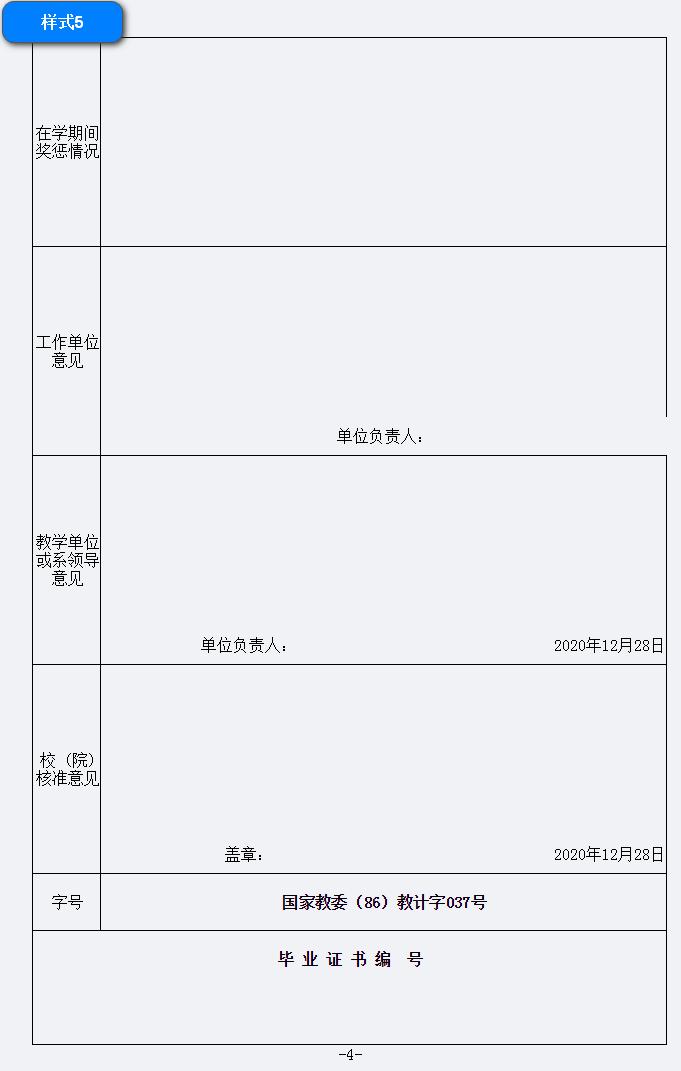 样式5
在学期间
奖惩情况
工作单位
意见
单位负责人：
教学单位
或系领导
意见
单位负责人： 2020年12月28日
校（院）
核准意见
盖章： 2020年12月28日
字号 国家教委（86）教计字037号
毕 业 证 书 编 号
-4-